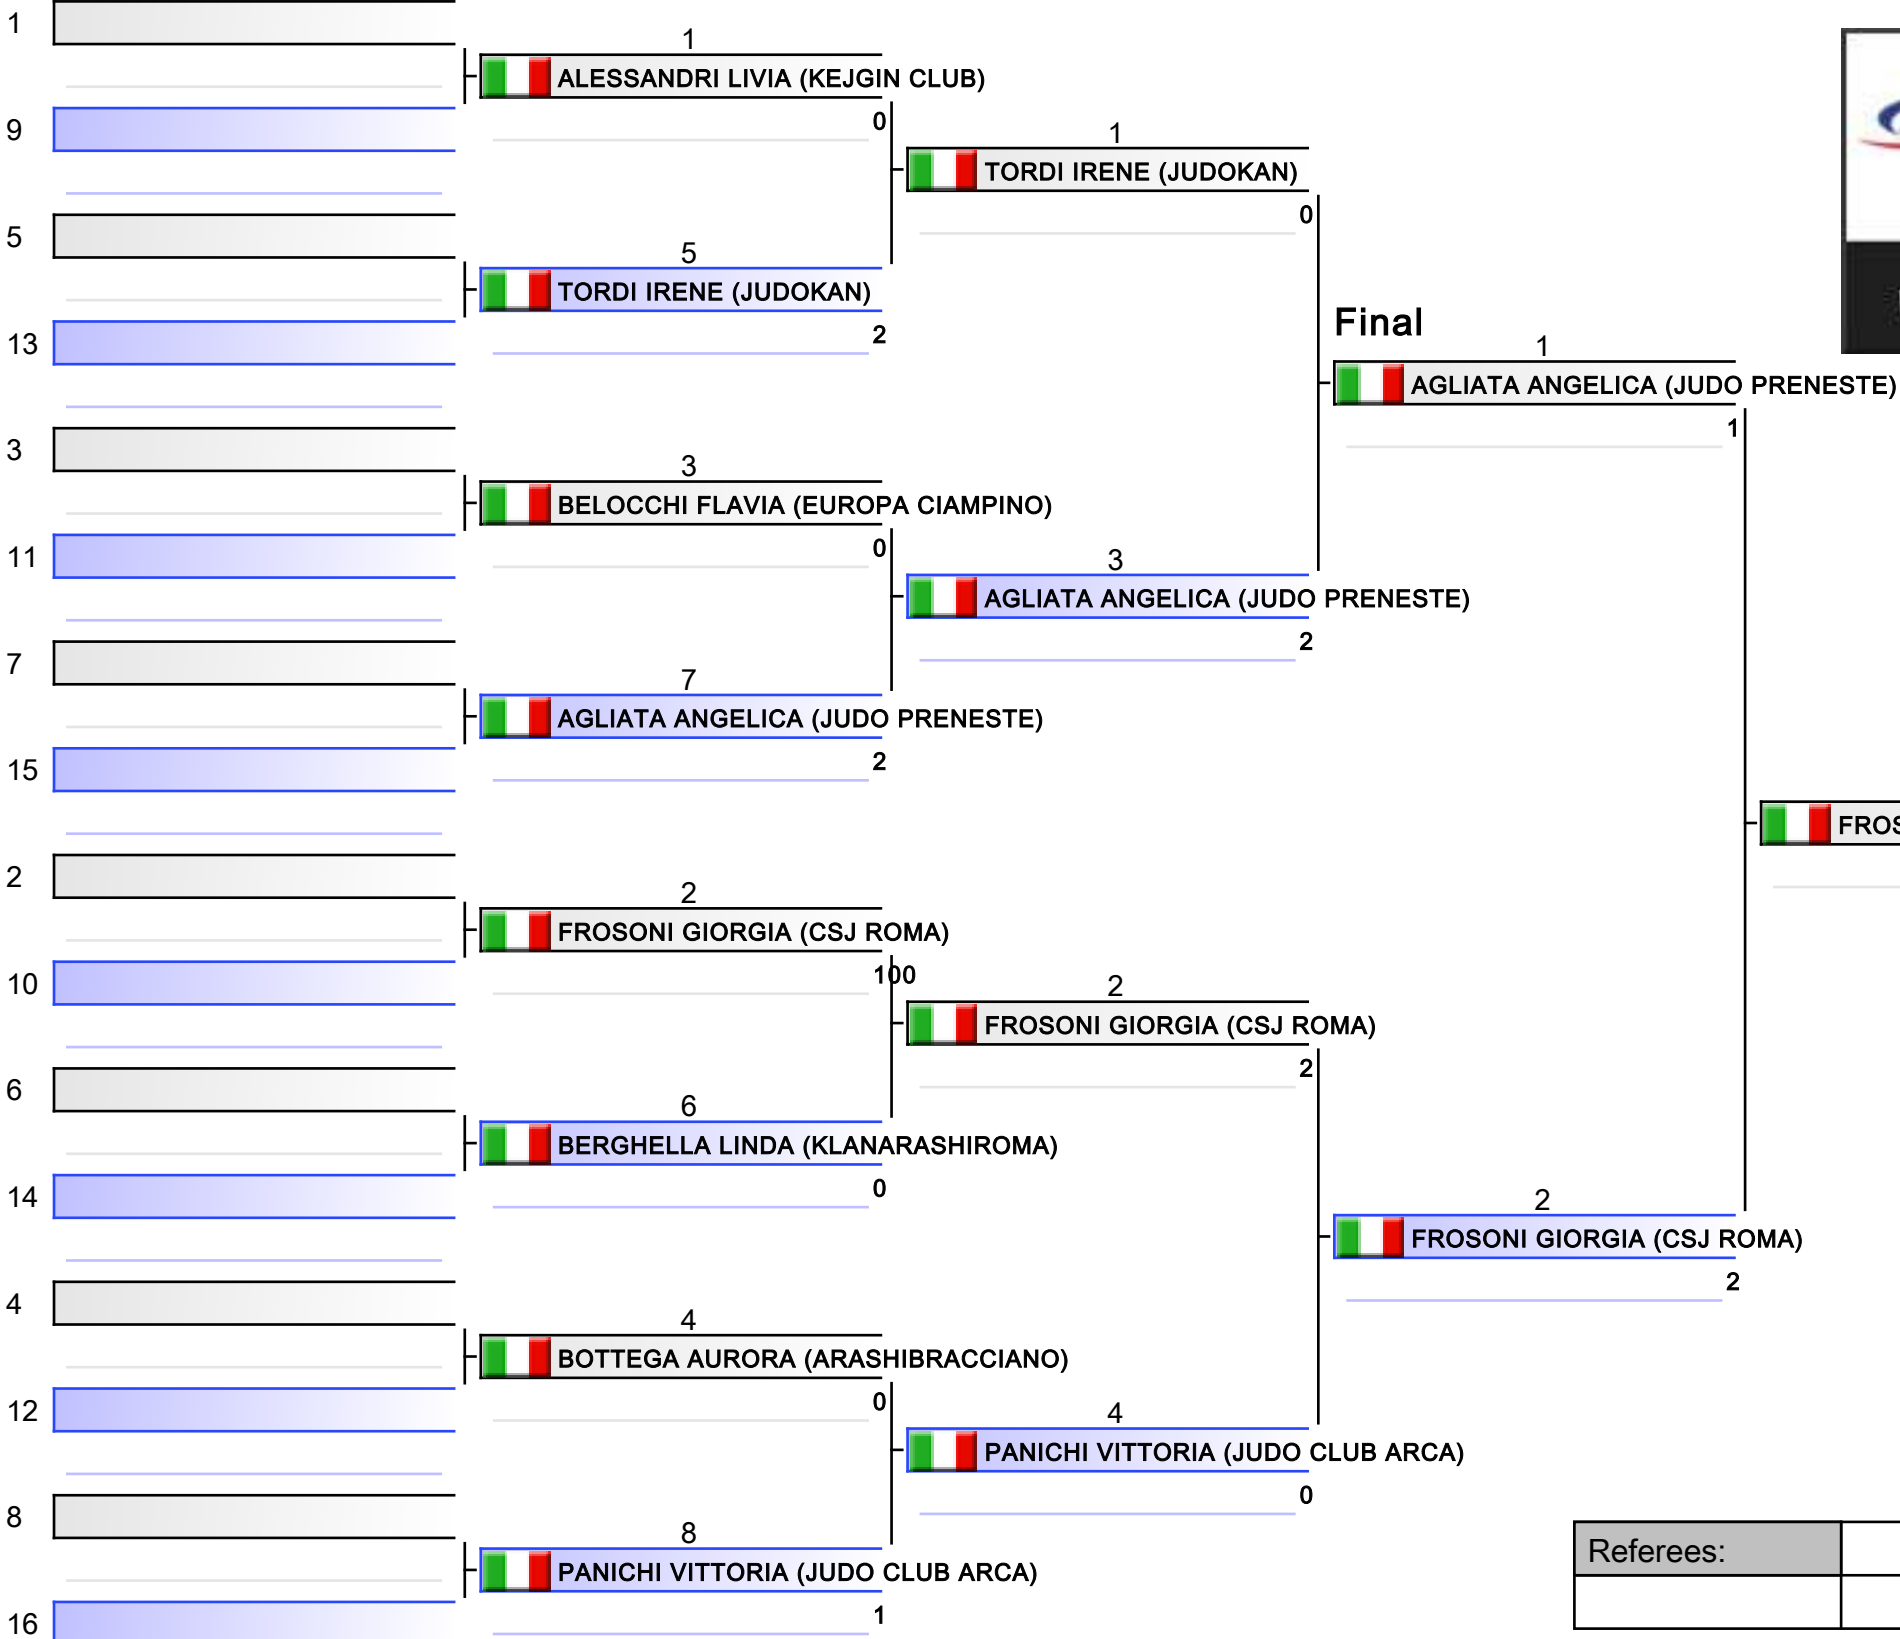 1
9
5
13
3
11
7
15
2
10
6
14
4
12
8
16
1
ALESSANDRI LIVIA (KEJGIN CLUB)
0
5
TORDI IRENE (JUDOKAN)
2
3
BELOCCHI FLAVIA (EUROPA CIAMPINO)
0
7
AGLIATA ANGELICA (JUDO PRENESTE)
2
2
FROSONI GIORGIA (CSJ ROMA)
100
6
BERGHELLA LINDA (KLANARASHIROMA)
0
4
BOTTEGA AURORA (ARASHIBRACCIANO)
0
8
PANICHI VITTORIA (JUDO CLUB ARCA)
1
1
TORDI IRENE (JUDOKAN)
0
3
AGLIATA ANGELICA (JUDO PRENESTE)
2
2
FROSONI GIORGIA (CSJ ROMA)
2
4
PANICHI VITTORIA (JUDO CLUB ARCA)
0
Final
1
AGLIATA ANGELICA (JUDO PRENESTE)
1
2
FROSONI GIORGIA (CSJ ROMA)
2
FROS
Referees: